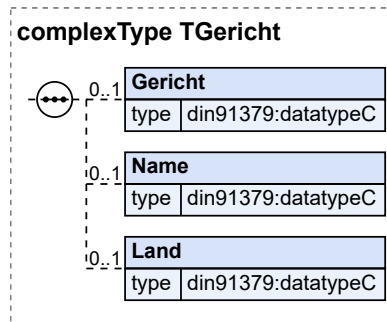 complexType TGericht
0..1 Gericht
type din91379:datatypeC
0..1 Name
type din91379:datatypeC
0..1 Land
type din91379:datatypeC